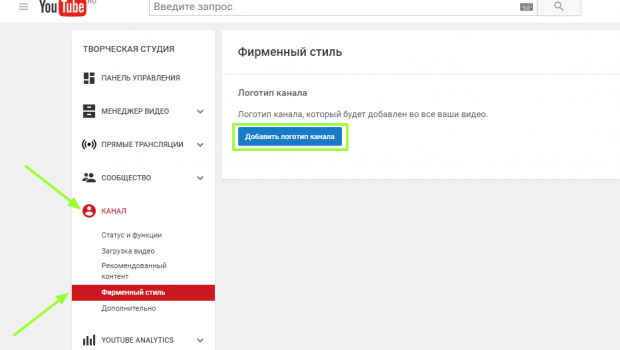 YouTube RU
Введите запрос
ТВОРЧЕСКАЯ СТУДИЯ
ПАНЕЛЬ УПРАВЛЕНИЯ
МЕНЕДЖЕР ВИДЕО
ПРЯМЫЕ ТРАНСЛЯЦИИ
СООБЩЕСТВО
КАНАЛ
Статус и функции
Загрузка видео
Рекомендованный
контент
Фирменный стиль
Дополнительно
YOUTUBE ANALYTICS
Фирменный стиль
Логотип канала
Логотип канала, который будет добавлен во все ваши видео.
Добавить логотип канала